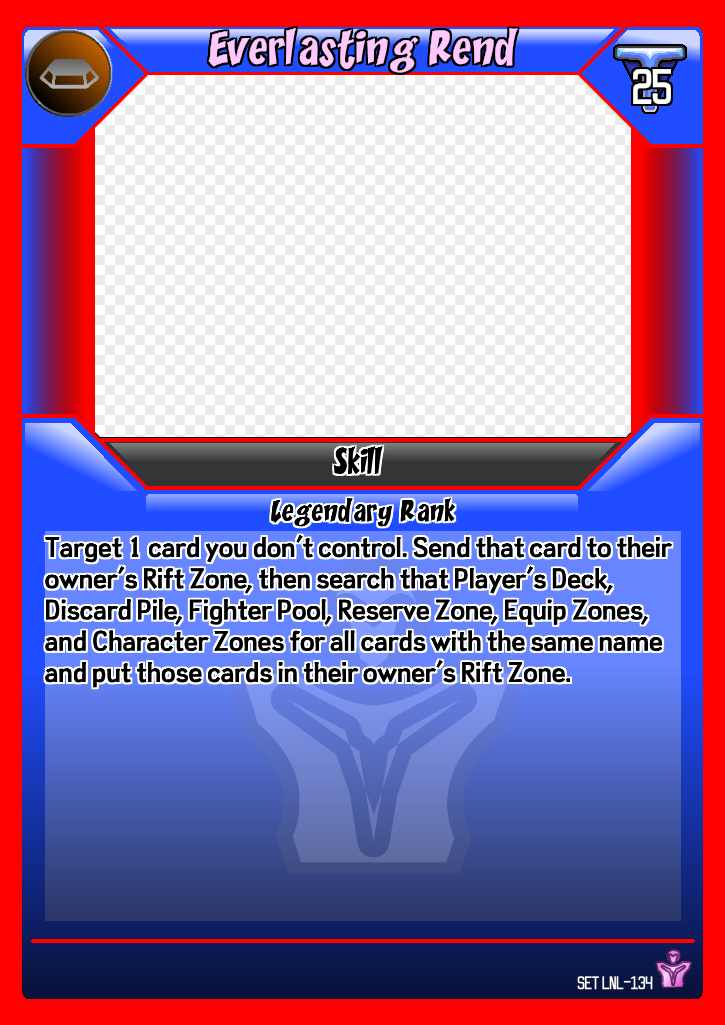 Everlasting Rend
25
Skill
Legendary Rank
Target 1 card you don't control. Send that card to their
owner's Rift Zone, then search that Player's Deck,
Discard Pile, Fighter Pool, Reserve Zone, Equip Zones,
and Character Zones for all cards with the same name
and put those cards in their owner's Rift Zone.
SET LNL-134